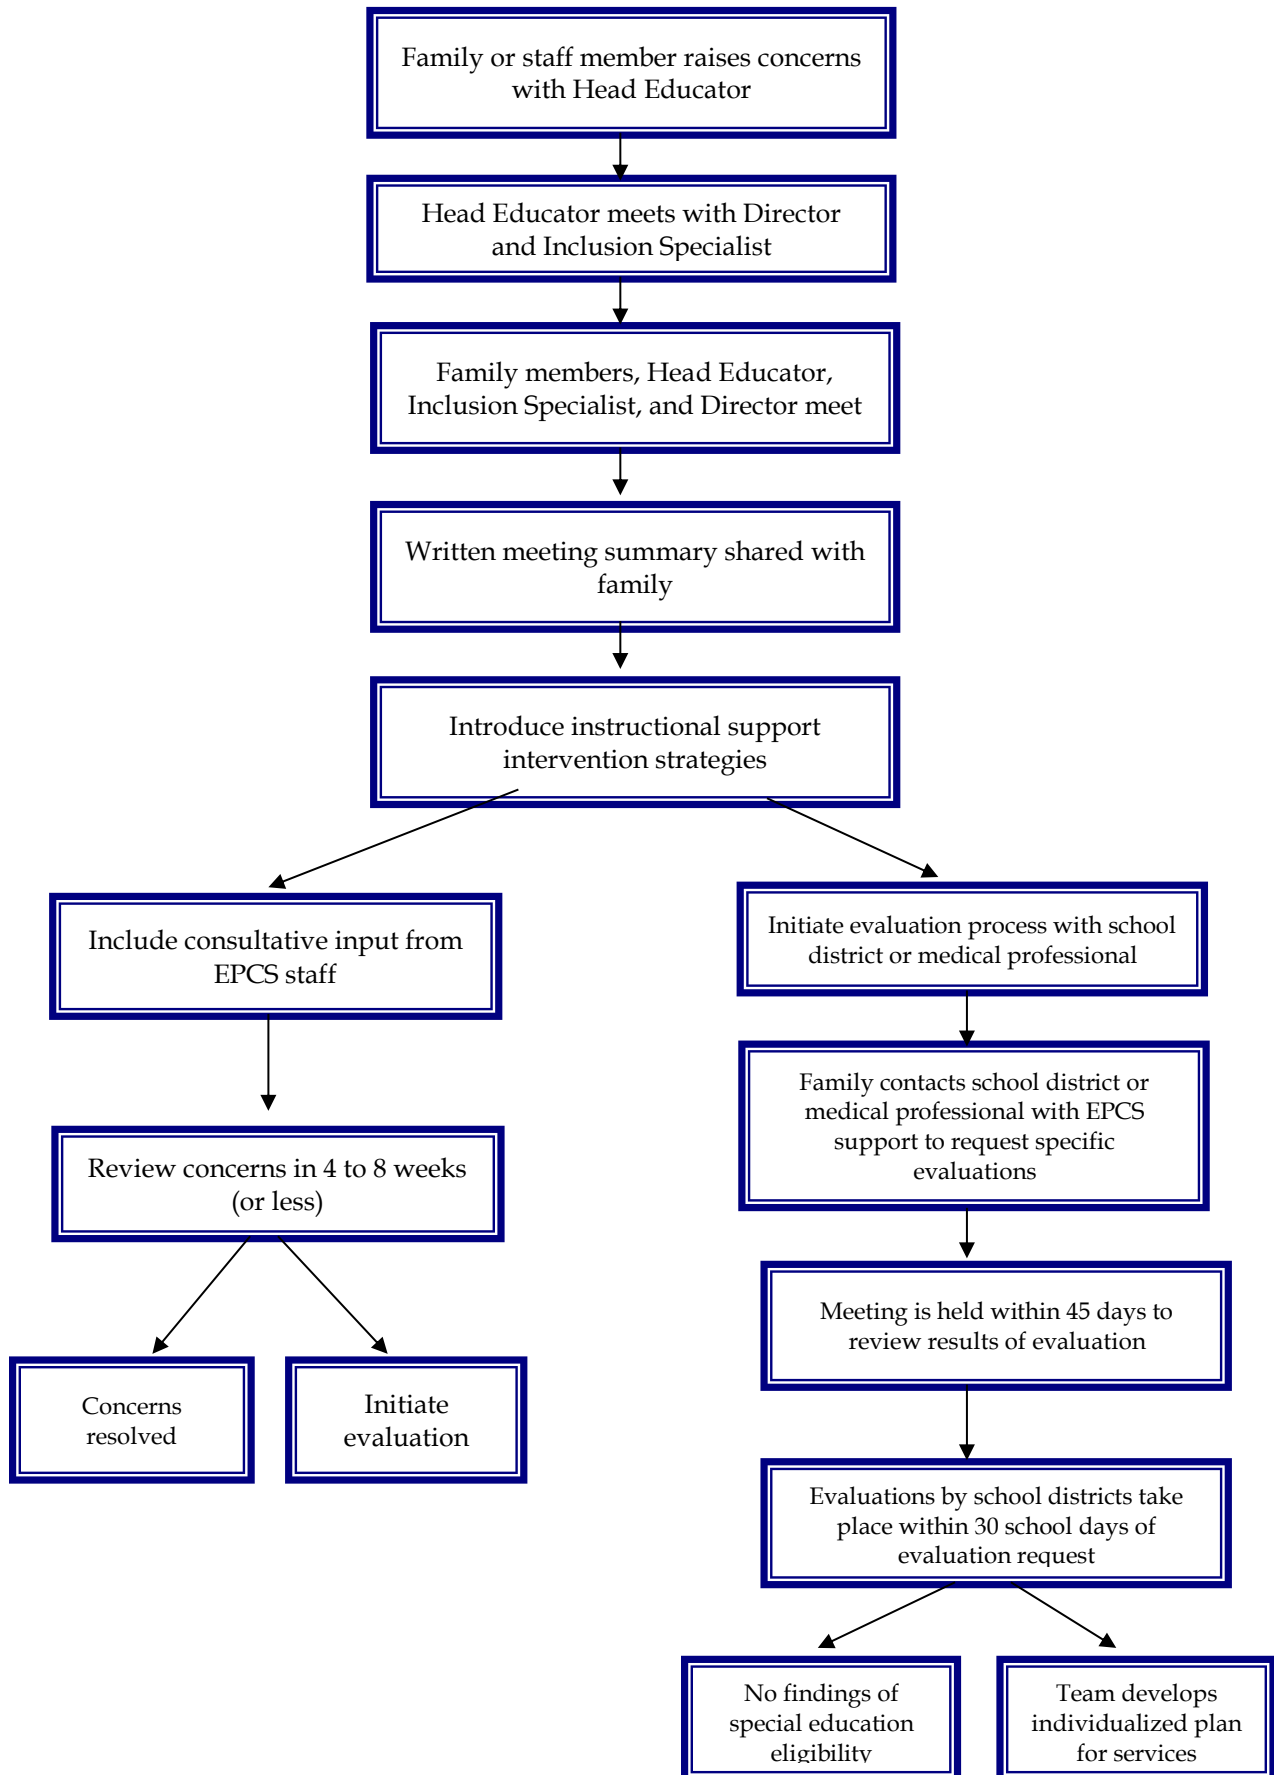 Family or staff member raises concerns
with Head Educator
Head Educator meets with Director
and Inclusion Specialist
Family members, Head Educator,
Inclusion Specialist, and Director meet
Written meeting summary shared with
family
Introduce instructional support
intervention strategies
Include consultative input from
EPCS staff
Review concerns in 4 to 8 weeks
(or less)
Concerns
resolved
Initiate
evaluation
Initiate evaluation process with school
district or medical professional
Family contacts school district or
medical professional with EPCS
support to request specific
evaluations
Meeting is held within 45 days to
review results of evaluation
Evaluations by school districts take
place within 30 school days of
evaluation request
No findings of
special education
eligibility
Team develops
individualized plan
for services